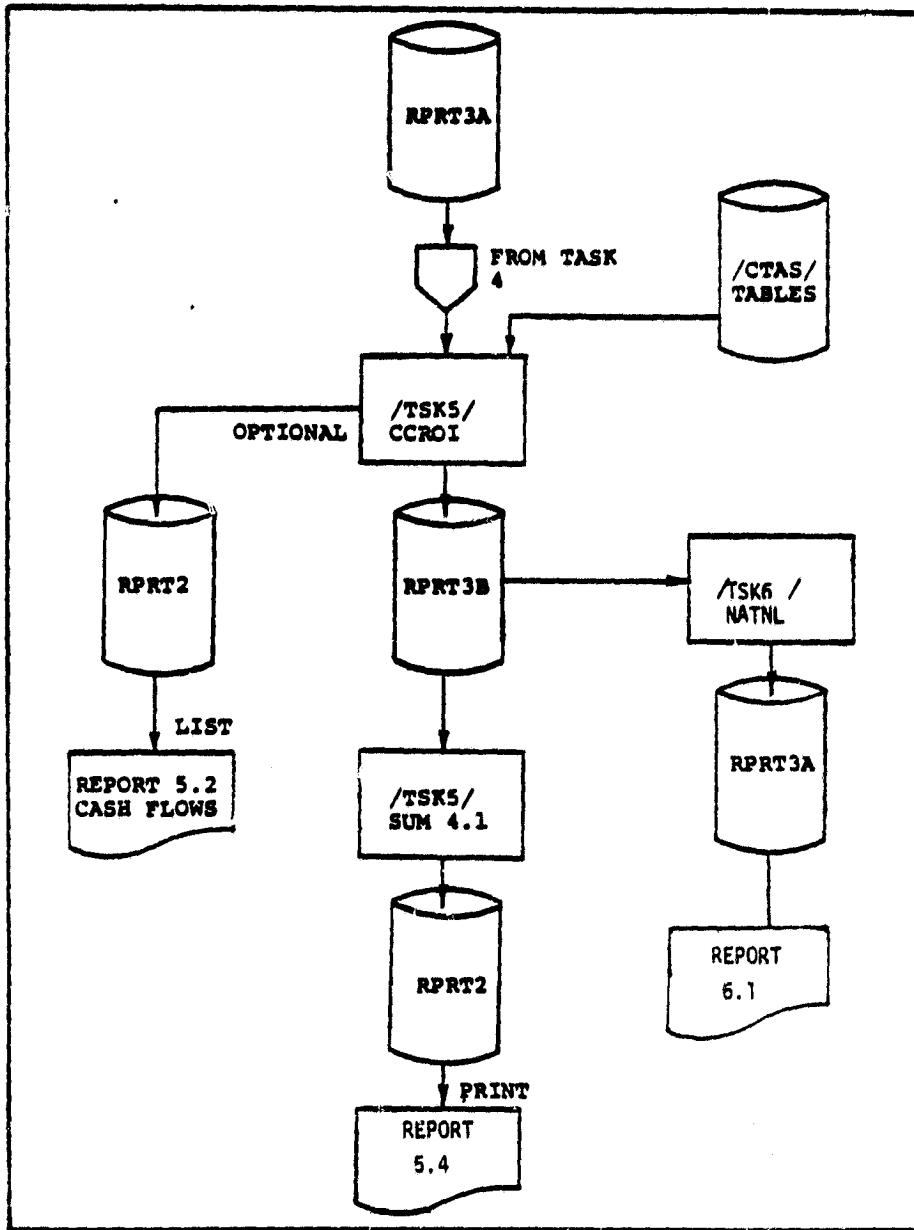 RPRT3A
FROM TASK
4
/CTAS/
TABLES
/TSK5/
CCROI
OPTIONAL
RPRT2
RPRT3B
/TSK6 /
NATNL
LIST
REPORT 5.2
CASH FLOWS
/TSK5/
SUM 4.1
RPRT3A
RPRT2
REPORT
6.1
PRINT
REPORT
5.4